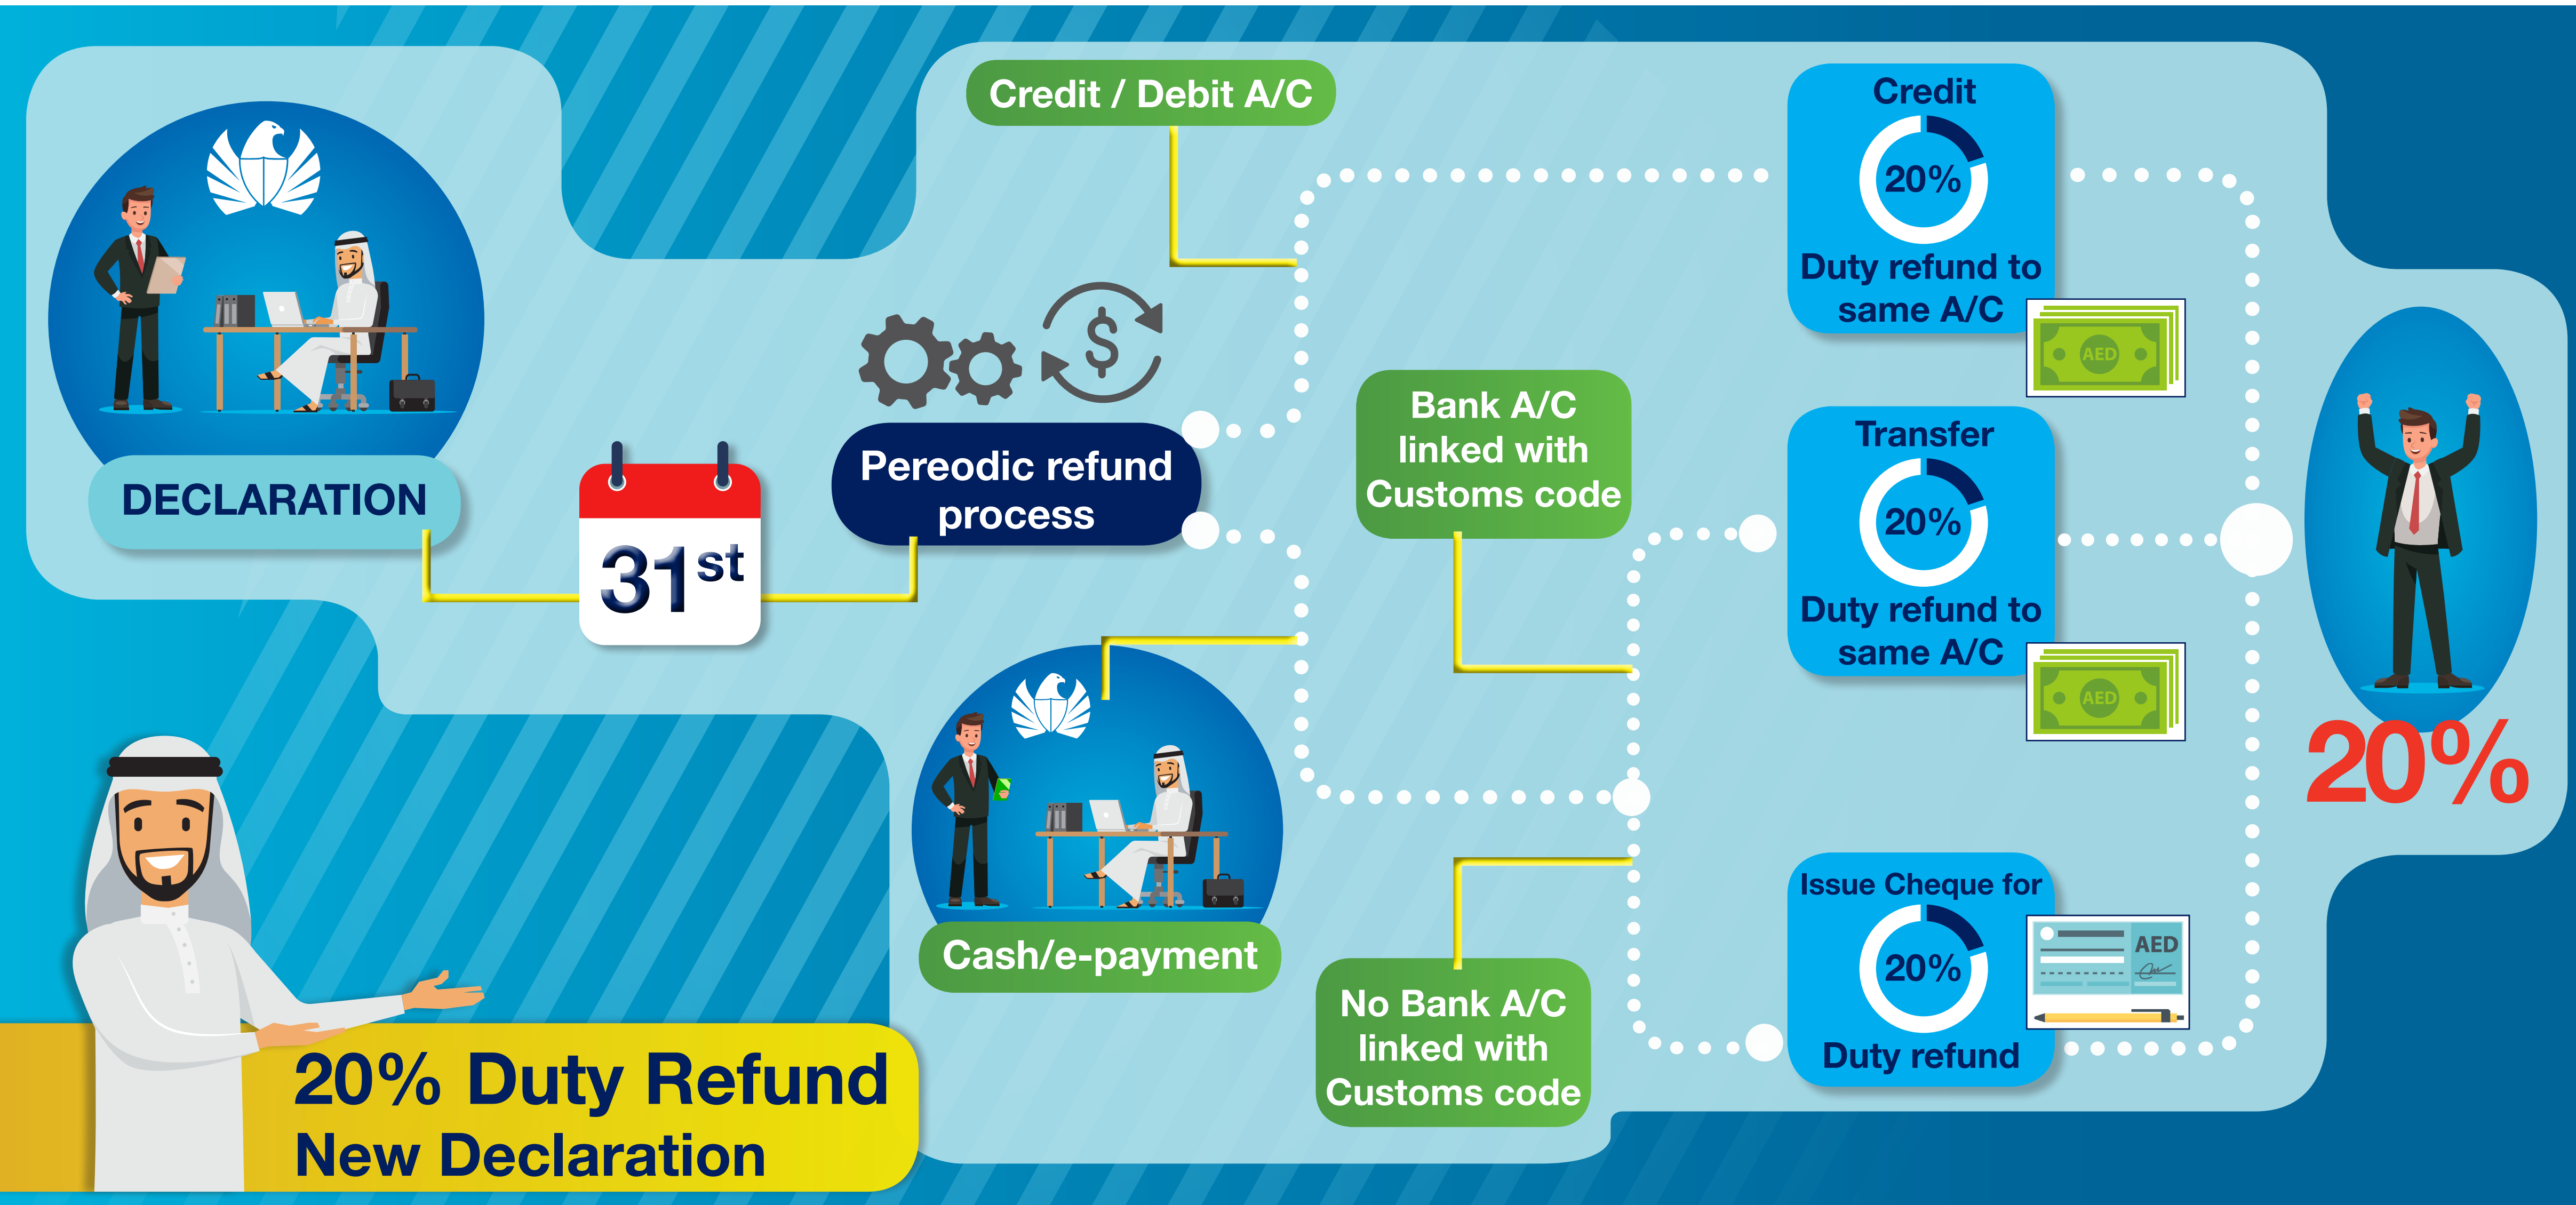 DECLARATION
31st
Pereodic refund
process
Credit / Debit A/C
Cash/e-payment
Bank A/C
linked with
Customs code
No Bank A/C
linked with
Customs code
Credit
20%
Duty refund to
same A/C
AED
Transfer
20%
Duty refund to
same A/C
AED
Issue Cheque for
20%
Duty refund
AED
20%
20% Duty Refund
New Declaration